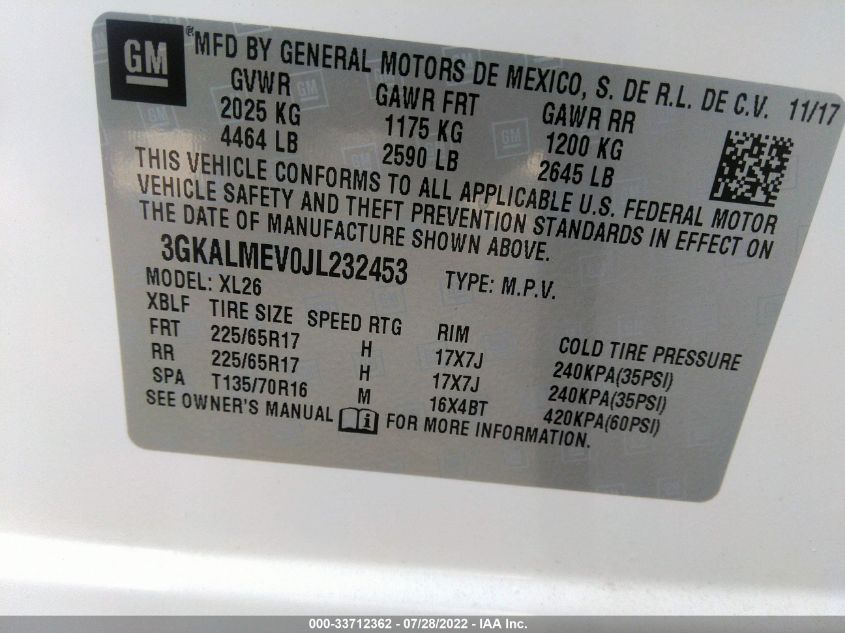 GM ® MFD BY GENERAL MOTORS DE MEXICO, S. DE R.L. DE C.V. 11/17
GVWR GAWR FRT GAWR RR
2025 KG 1175 KG 1200 KG
4464 LB 2590 LB 2645 LB
THIS VEHICLE CONFORMS TO ALL APPLICABLE U.S. FEDERAL MOTOR
VEHICLE SAFETY AND THEFT PREVENTION STANDARDS IN EFFECT ON
THE DATE OF MANUFACTURE SHOWN ABOVE.
3GKALMEV0JL232453 TYPE: M.P.V.
MODEL: XL26
XBLF TIRE SIZE SPEED RTG RIM COLD TIRE PRESSURE
FRT 225/65R17 H 17X7J 240KPA(35PSI)
RR 225/65R17 H 17X7J 240KPA(35PSI)
SPA T135/70R16 M 16X4BT 420KPA(60PSI)
SEE OWNER'S MANUAL FOR MORE INFORMATION.
000-33712362 - 07/28/2022 - IAA Inc.